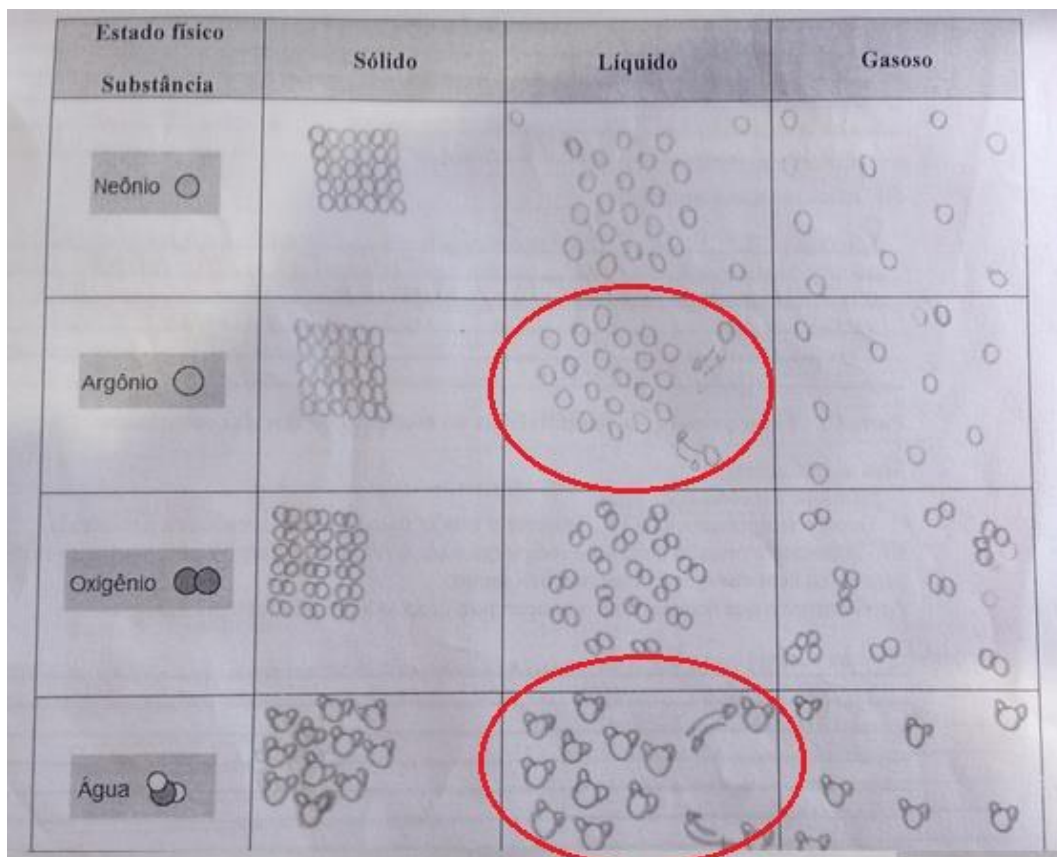 Estado físico
Substância
Sólido
Líquido
Gasoso
Neônio
Argônio
Oxigênio
Água